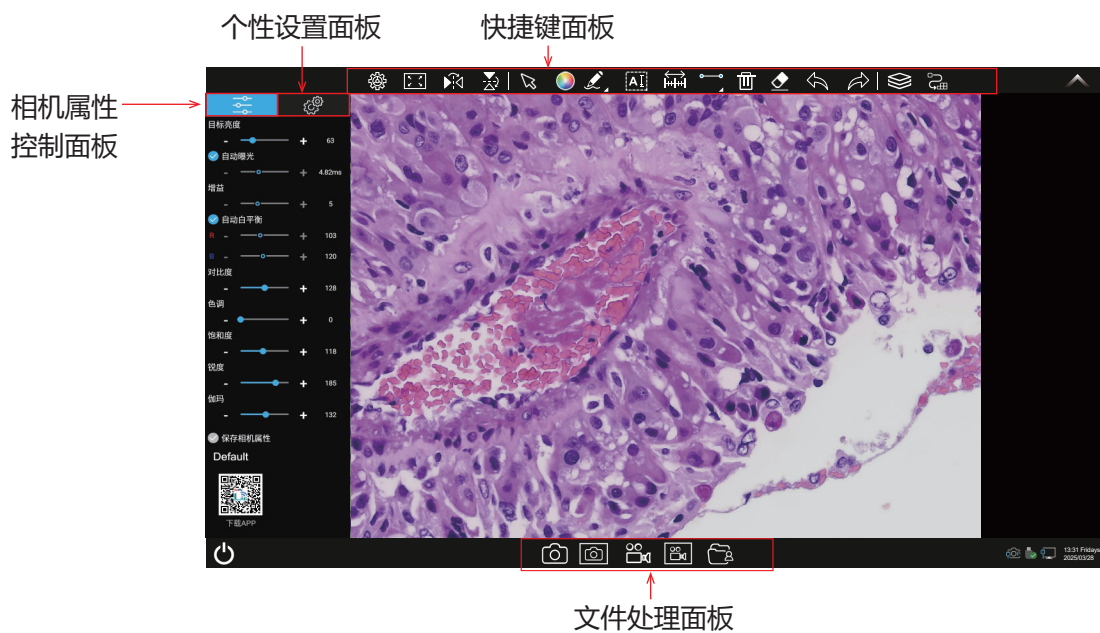 个性设置面板
快捷键面板
相机属性
控制面板
目标亮度
- + 63
自动曝光
- + 4.82ms
增益
- + 5
自动白平衡
R - + 103
B - + 120
对比度
- + 128
色调
- + 0
饱和度
- + 118
锐度
- + 185
伽玛
- + 132
保存相机属性
Default
下载APP
13:31 Fridays
2025/03/28
文件处理面板